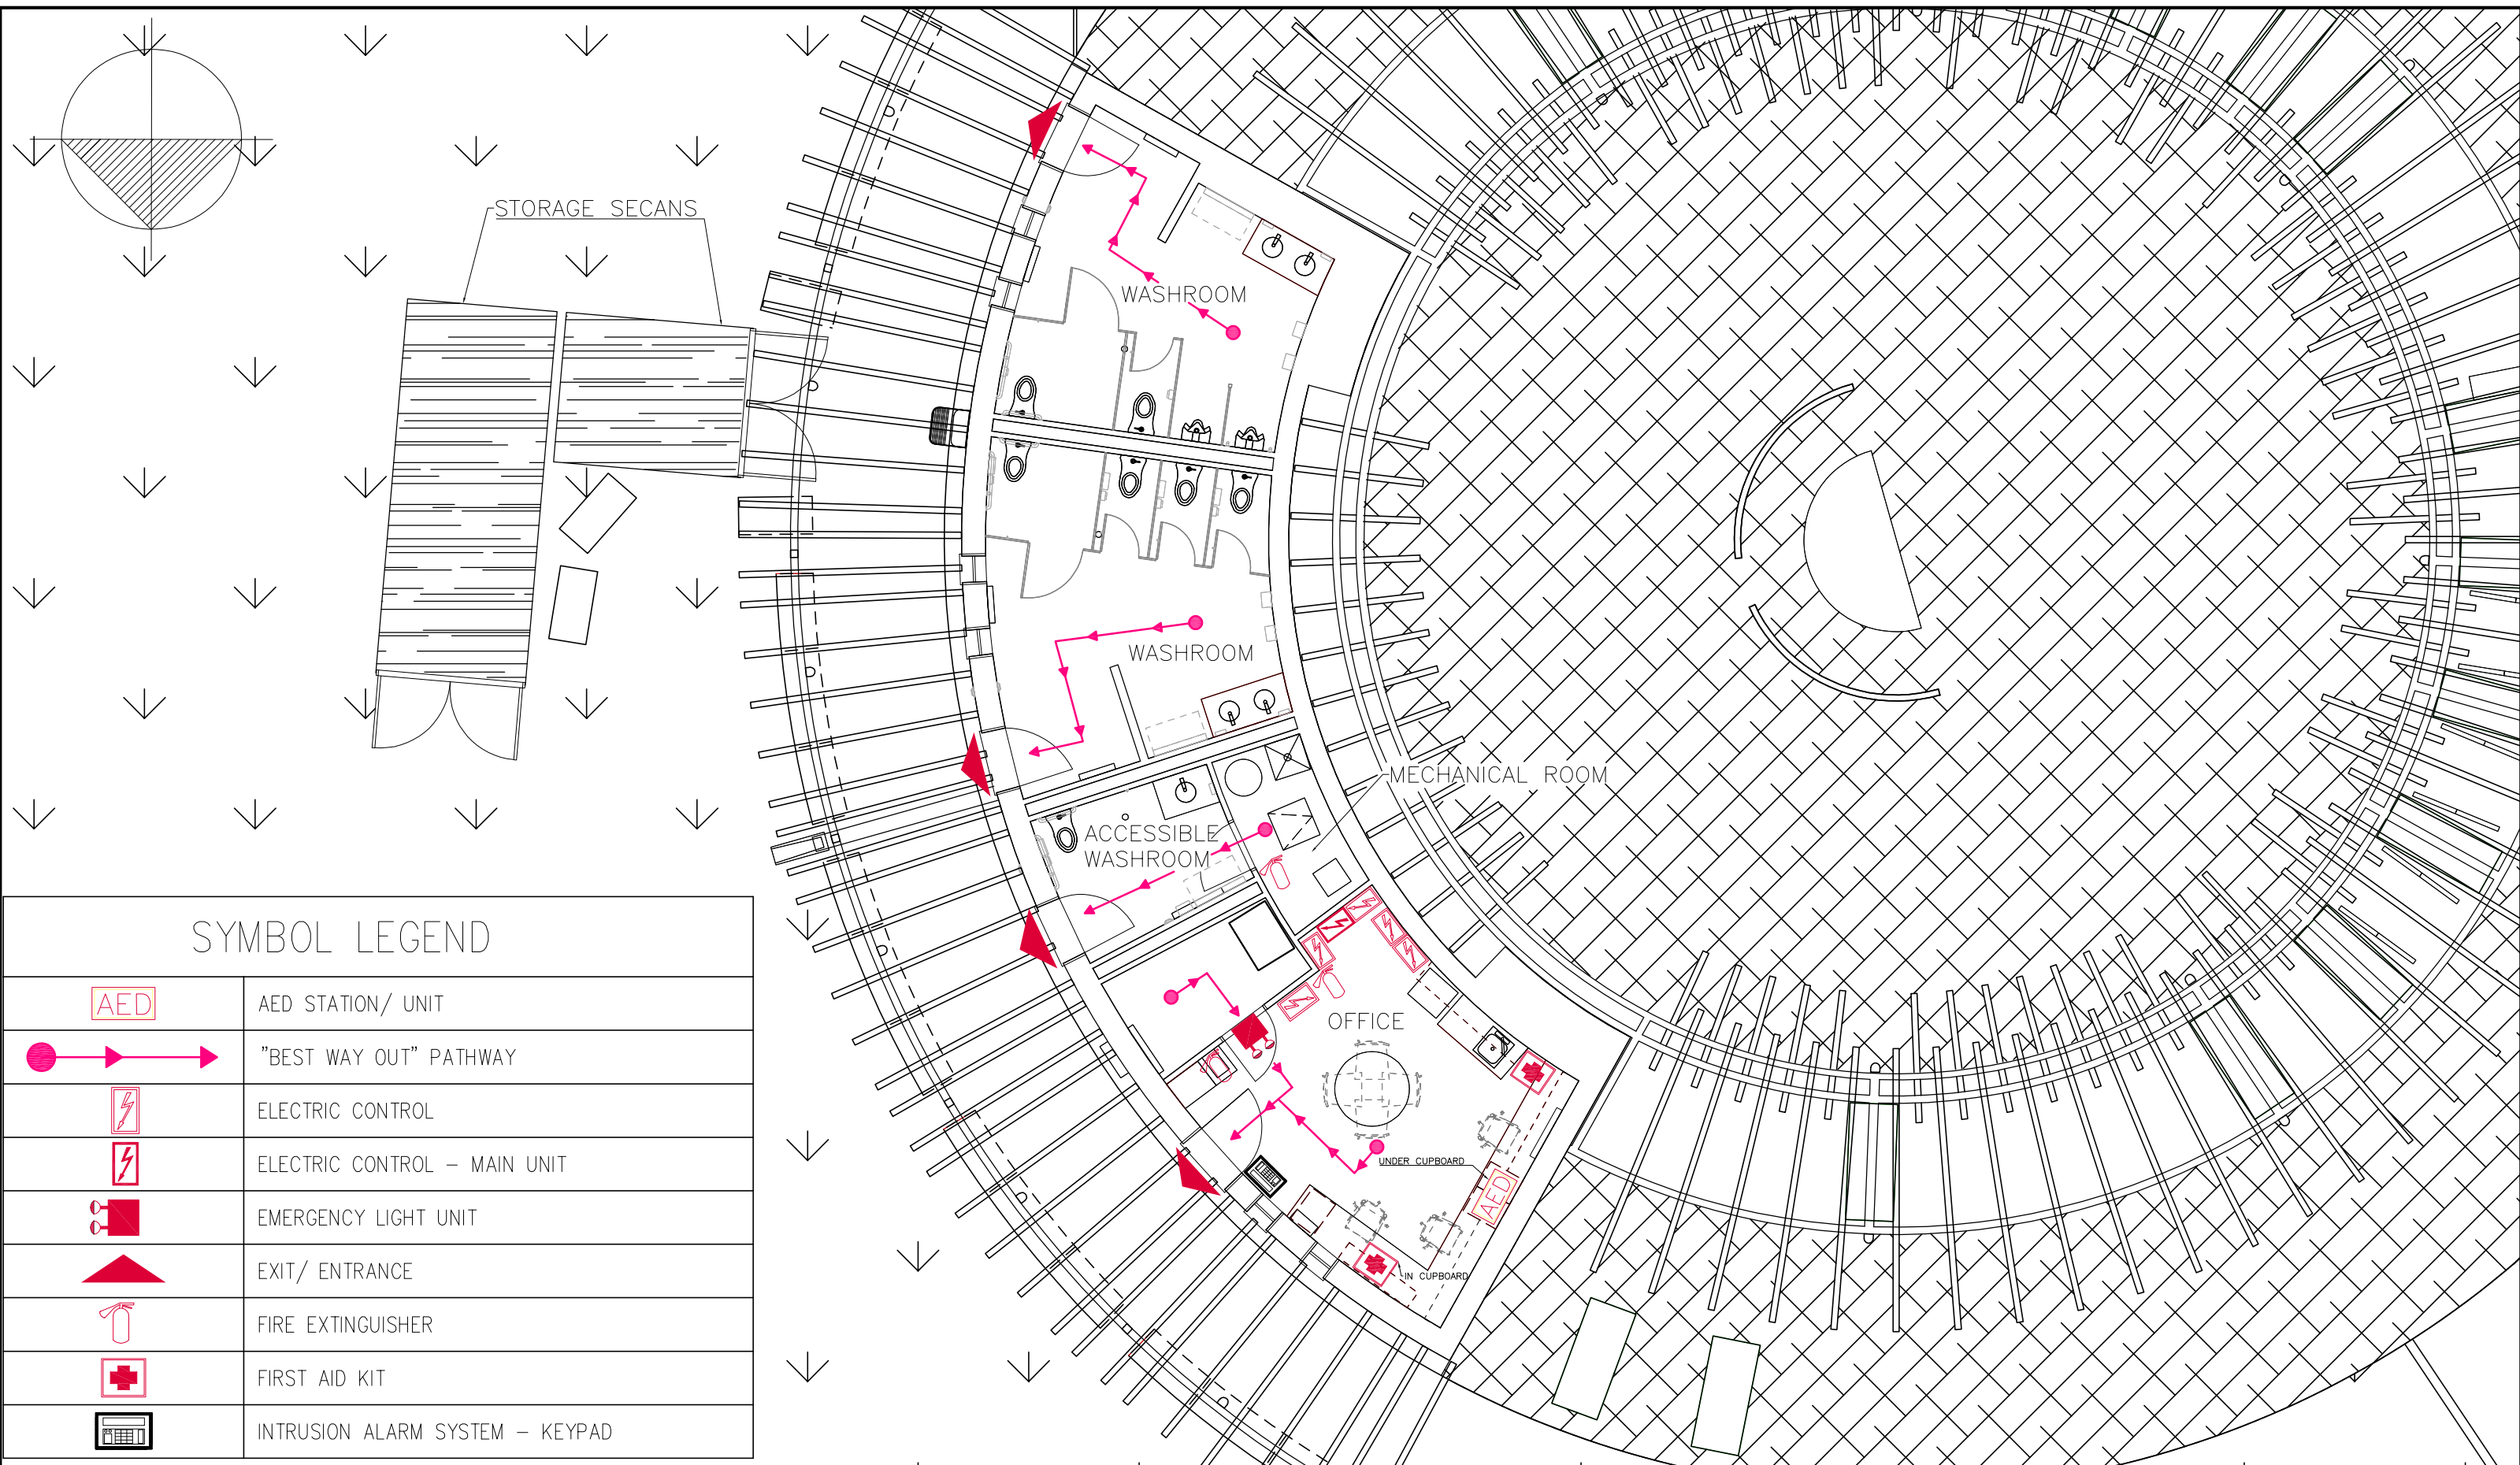 STORAGE SECANS
WASHROOM
WASHROOM
MECHANICAL ROOM
ACCESSIBLE
WASHROOM
OFFICE
UNDER CUPBOARD
AED
IN CUPBOARD
SYMBOL LEGEND
AED AED STATION/ UNIT
"BEST WAY OUT" PATHWAY
ELECTRIC CONTROL
ELECTRIC CONTROL – MAIN UNIT
EMERGENCY LIGHT UNIT
EXIT/ ENTRANCE
FIRE EXTINGUISHER
FIRST AID KIT
INTRUSION ALARM SYSTEM – KEYPAD